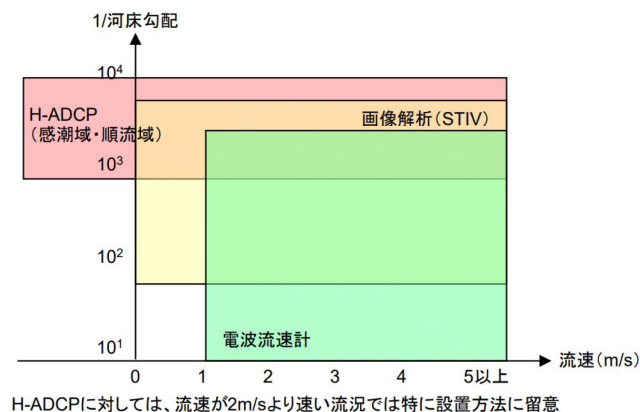 1/河床勾配
10⁴
H-ADCP
(感潮域・順流域)
画像解析(STIV)
10³
10²
電波流速計
10¹
0 1 2 3 4 5以上
流速(m/s)
H-ADCPに対しては、流速が2m/sより速い流況では特に設置方法に留意